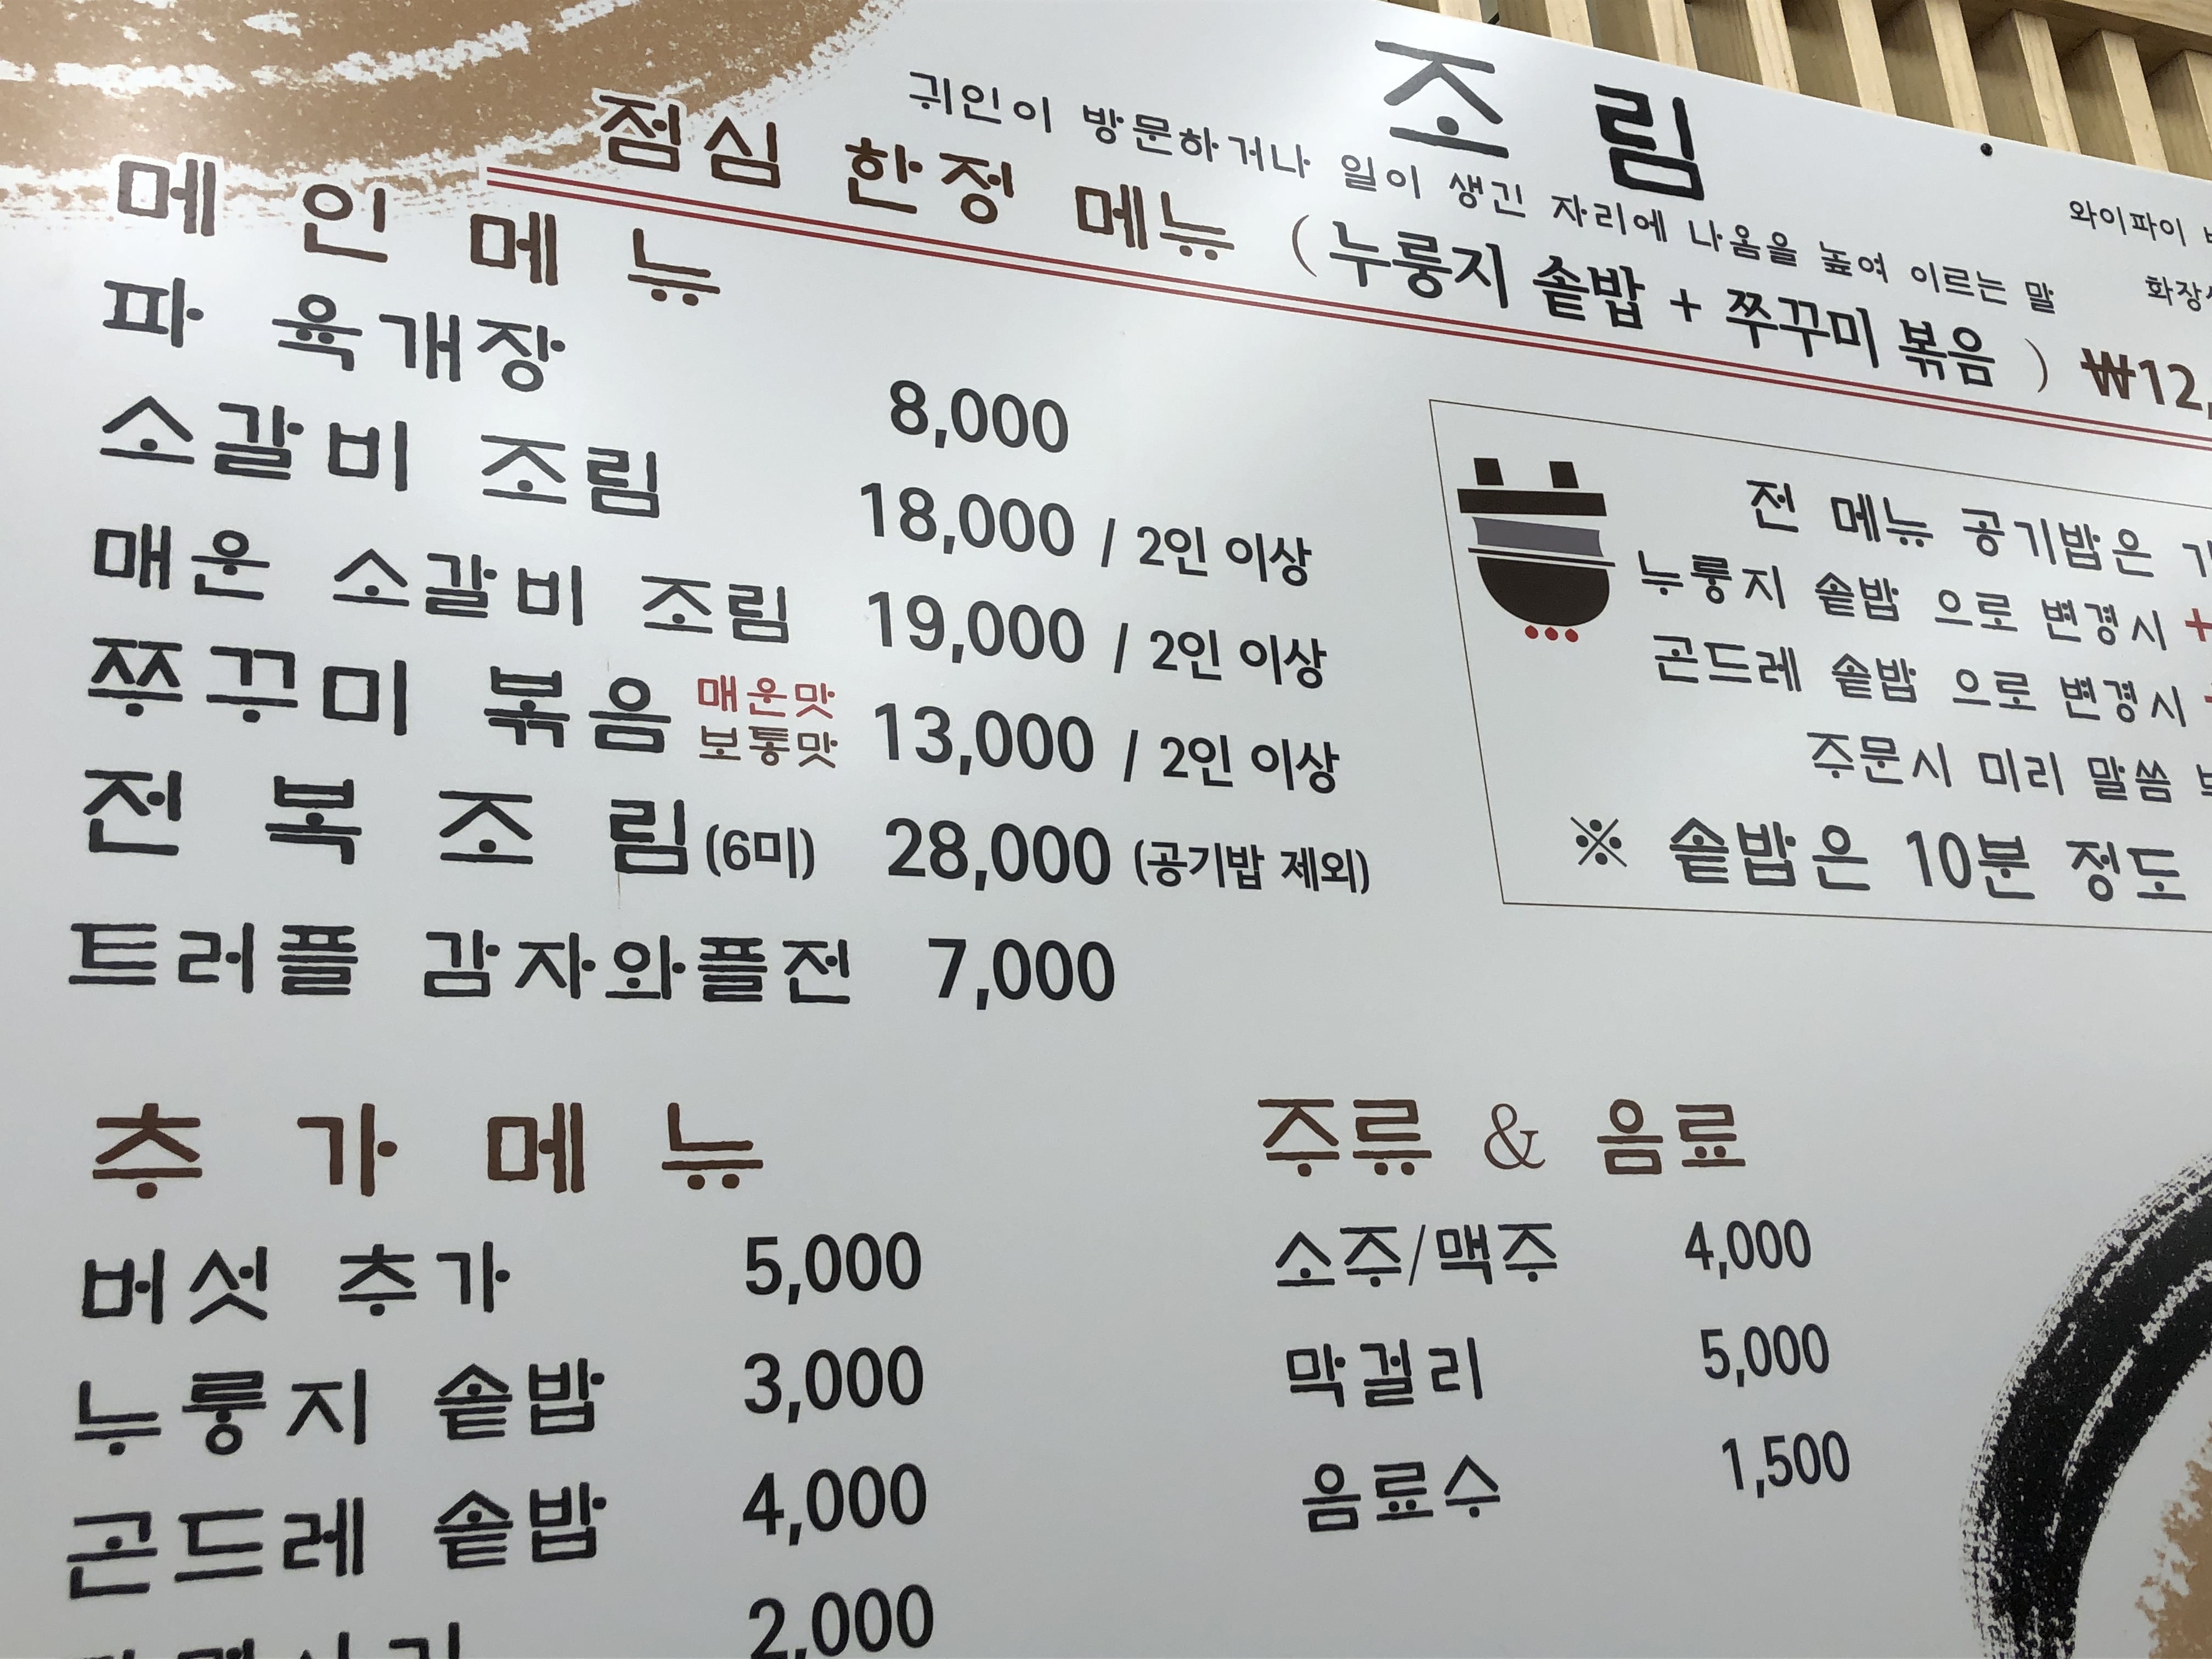 조림
귀인이 방문하거나 일이 생긴 자리에 나옴을 높여 이르는 말
와이파이
점심 한정 메뉴 ( 누룽지 솥밥 + 쭈꾸미 볶음 ) ₩12,
메인메뉴
파 육개장 8,000
소갈비 조림 18,000 / 2인 이상
매운 소갈비 조림 19,000 / 2인 이상
쭈꾸미 볶음 매운맛 보통맛 13,000 / 2인 이상
전복조림(6미) 28,000 (공기밥 제외)
트러플 감자와플전 7,000
전 메뉴 공기밥은
누룽지 솥밥 으로 변경시 +
곤드레 솥밥 으로 변경시
주문시 미리 말씀
※ 솥밥은 10분 정도
추가메뉴
버섯 추가 5,000
누룽지 솥밥 3,000
곤드레 솥밥 4,000
2,000
주류 & 음료
소주/맥주 4,000
막걸리 5,000
음료수 1,500